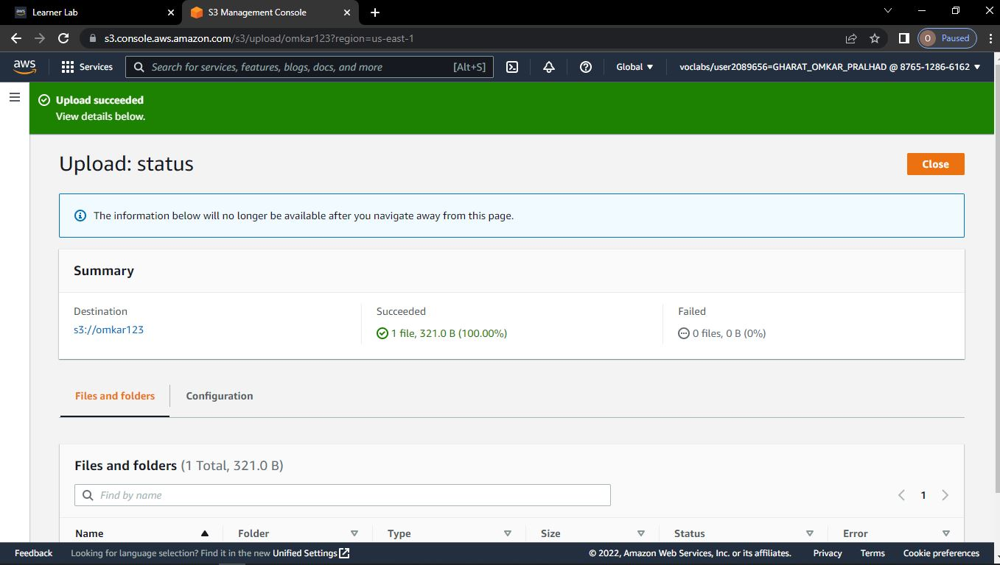 aws Learner Lab
S3 Management Console
s3.console.aws.amazon.com/s3/upload/omkar123?region=us-east-1
O Paused
aws
Services
Search for services, features, blogs, docs, and more [Alt+S]
Global
voclabs/user2089656=GHARAT_OMKAR_PRALHAD @ 8765-1286-6162
Upload succeeded
View details below.
Upload: status
Close
The information below will no longer be available after you navigate away from this page.
Summary
Destination
s3://omkar123
Succeeded
1 file, 321.0 B (100.00%)
Failed
0 files, 0 B (0%)
Files and folders
Configuration
Files and folders (1 Total, 321.0 B)
Find by name
1
Name Folder Type Size Status Error
Feedback Looking for language selection? Find it in the new Unified Settings © 2022, Amazon Web Services, Inc. or its affiliates. Privacy Terms Cookie preferences